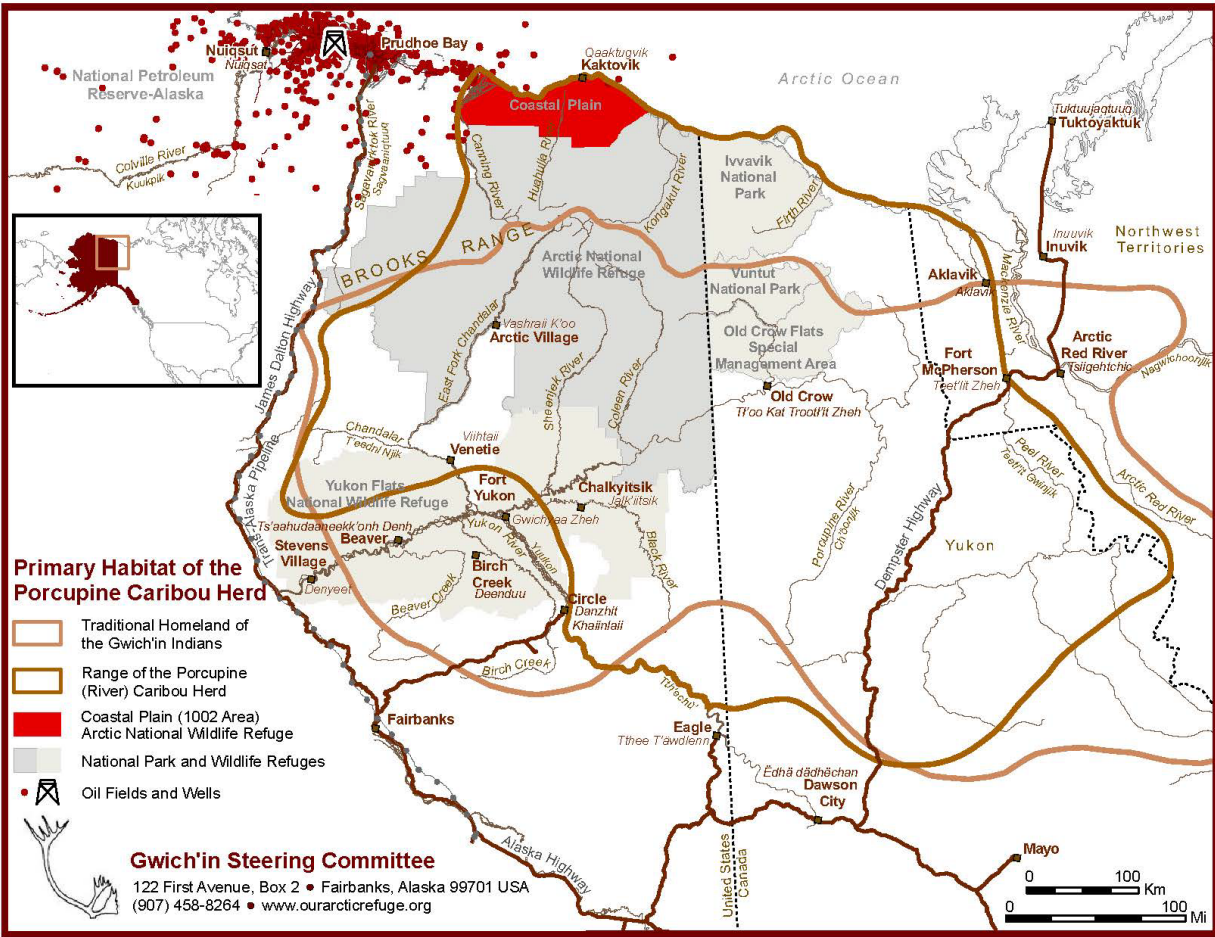 Prudhoe Bay
Nuiqsut
Nuiqsat
National Petroleum
Reserve-Alaska
Qaaktuqvik
Kaktovik
Arctic Ocean
Coastal Plain
Tuktuujaqtuuq
Tuktoyaktuk
Colville River
Kuukpik
Sagavanirktok River
Sagvaaniqtuuq
Canning River
Kongakut River
Ivvavik
National
Park
Firth River
BROOKS RANGE
Arctic National
Wildlife Refuge
Vuntut
National Park
Inuuvik
Inuvik
Northwest
Territories
Mackenzie River
Aklavik
Aklavik
Old Crow Flats
Special
Management Area
James Dalton Highway
Vashraii K'oo
Arctic Village
East Fork Chandalar
Sheenjek River
Coleen River
Fort
McPherson
Teet'lit Zheh
Arctic
Red River
Tsiigehtchic
Nagwichoonjik
Old Crow
Tł'oo Kat Trootł'it Zheh
Chandalar
T'eedrii Njik
Viihtaii
Venetie
Fort
Yukon
Gwichyaa Zheh
Chalkyitsik
Jalk'iitsik
Yukon Flats
National Wildlife Refuge
Trans-Alaska Pipeline
Ts'aahudaaneekk'onh Denh
Beaver
Yukon
River
Yuukon
Black River
Porcupine River
Ch'oonjik
Peel River
Teetł'it Gwinjik
Arctic Red River
Dempster Highway
Yukon
Stevens
Village
Denyeet
Birch
Creek
Deenduu
Beaver Creek
Circle
Danzhit
Khaiinlaii
Birch Creek
Fairbanks
Eagle
Tthee T'äwdlenn
Ëdhä dädhëchan
Dawson
City
Alaska Highway
United States
Canada
Mayo
Primary Habitat of the
Porcupine Caribou Herd
Traditional Homeland of
the Gwich'in Indians
Range of the Porcupine
(River) Caribou Herd
Coastal Plain (1002 Area)
Arctic National Wildlife Refuge
National Park and Wildlife Refuges
Oil Fields and Wells
Gwich'in Steering Committee
122 First Avenue, Box 2 • Fairbanks, Alaska 99701 USA
(907) 458-8264 • www.ourarcticrefuge.org
0 100
Km
0 100
Mi